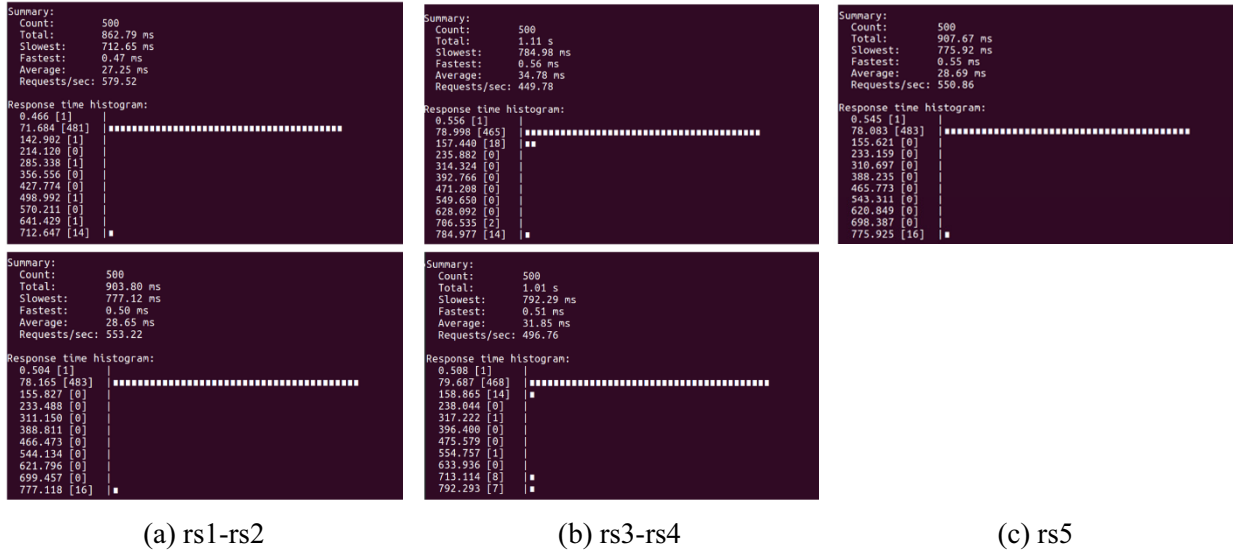 Summary:
Count: 500
Total: 862.79 ms
Slowest: 712.65 ms
Fastest: 0.47 ms
Average: 27.25 ms
Requests/sec: 579.52
Response time histogram:
0.466 [1] |
71.684 [481] |
142.902 [1] |
214.120 [0] |
285.338 [1] |
356.556 [0] |
427.774 [0] |
498.992 [1] |
570.211 [0] |
641.429 [1] |
712.647 [14] |
Summary:
Count: 500
Total: 1.11 s
Slowest: 784.98 ms
Fastest: 0.56 ms
Average: 34.78 ms
Requests/sec: 449.78
Response time histogram:
0.556 [1] |
78.998 [465] |
157.440 [18] |
235.882 [0] |
314.324 [0] |
392.766 [0] |
471.208 [0] |
549.650 [0] |
628.092 [0] |
706.535 [2] |
784.977 [14] |
Summary:
Count: 500
Total: 907.67 ms
Slowest: 775.92 ms
Fastest: 0.55 ms
Average: 28.69 ms
Requests/sec: 550.86
Response time histogram:
0.545 [1] |
78.083 [483] |
155.621 [0] |
233.159 [0] |
310.697 [0] |
388.235 [0] |
465.773 [0] |
543.311 [0] |
620.849 [0] |
698.387 [0] |
775.925 [16] |
Summary:
Count: 500
Total: 903.80 ms
Slowest: 777.12 ms
Fastest: 0.50 ms
Average: 28.65 ms
Requests/sec: 553.22
Response time histogram:
0.504 [1] |
78.165 [483] |
155.827 [0] |
233.488 [0] |
311.150 [0] |
388.811 [0] |
466.473 [0] |
544.134 [0] |
621.796 [0] |
699.457 [0] |
777.118 [16] |
Summary:
Count: 500
Total: 1.01 s
Slowest: 792.29 ms
Fastest: 0.51 ms
Average: 31.85 ms
Requests/sec: 496.76
Response time histogram:
0.508 [1] |
79.687 [468] |
158.865 [14] |
238.044 [0] |
317.222 [1] |
396.400 [0] |
475.579 [0] |
554.757 [1] |
633.936 [0] |
713.114 [8] |
792.293 [7] |
(a) rs1-rs2
(b) rs3-rs4
(c) rs5